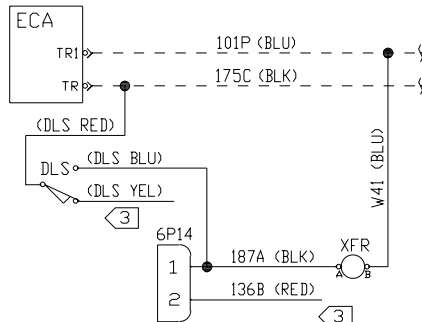 ECA
TR1
101P (BLU)
TR
175C (BLK)
(DLS RED)
DLS
(DLS BLU)
(DLS YEL)
3
W41 (BLU)
6P14
1
187A (BLK)
XFR
A
B
2
136B (RED)
3